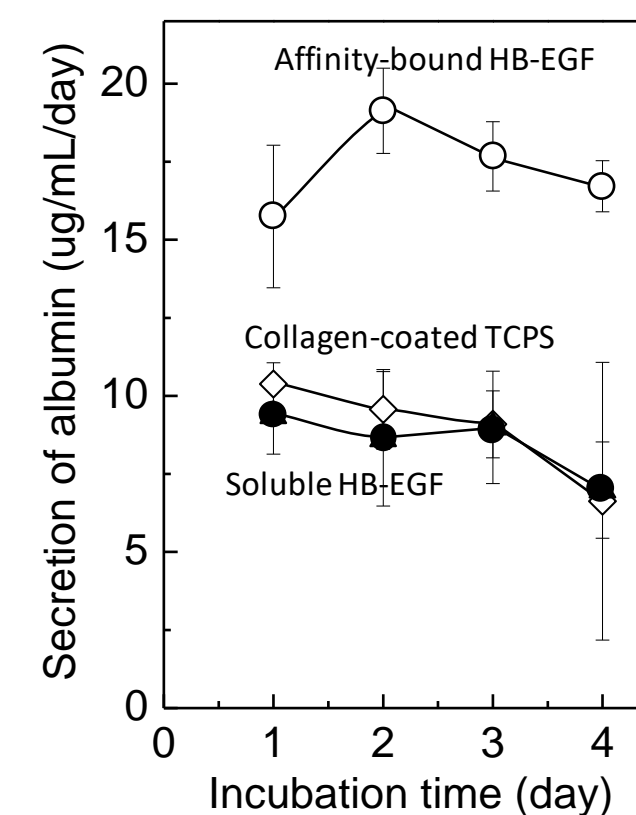 Secretion of albumin (ug/mL/day)
20
15
10
5
0
Affinity-bound HB-EGF
Collagen-coated TCPS
Soluble HB-EGF
0 1 2 3 4
Incubation time (day)